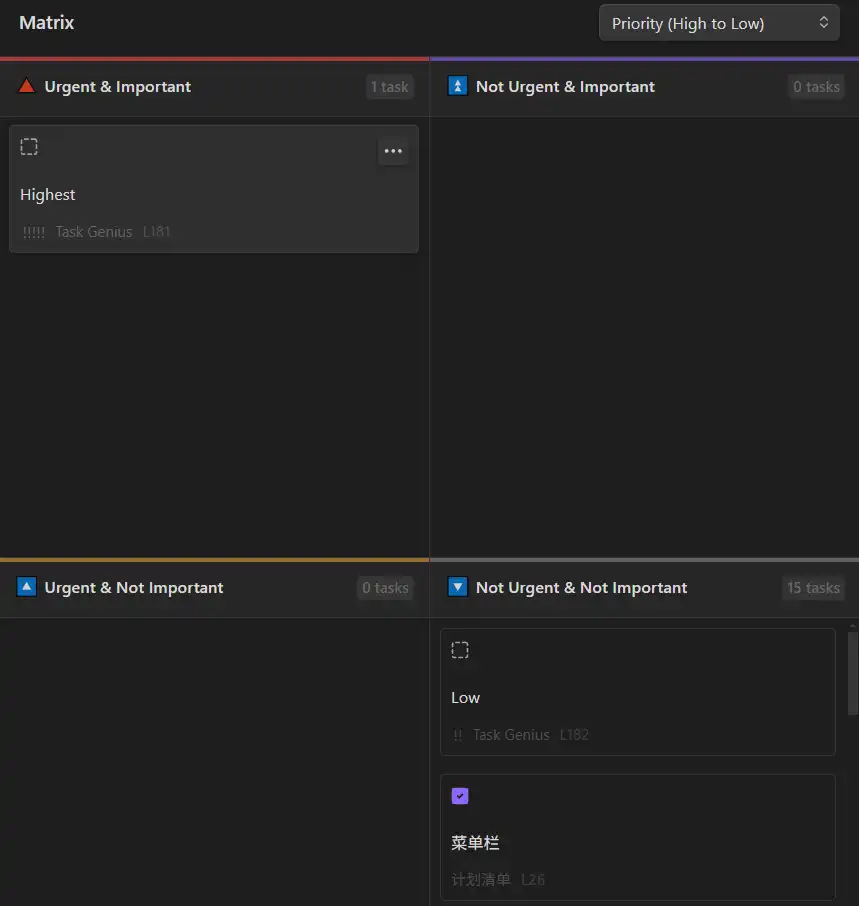 Matrix
Priority (High to Low)
Urgent & Important
1 task
Highest
!!!!! Task Genius L181
Not Urgent & Important
0 tasks
Urgent & Not Important
0 tasks
Not Urgent & Not Important
15 tasks
Low
!! Task Genius L182
菜单栏
计划清单 L26